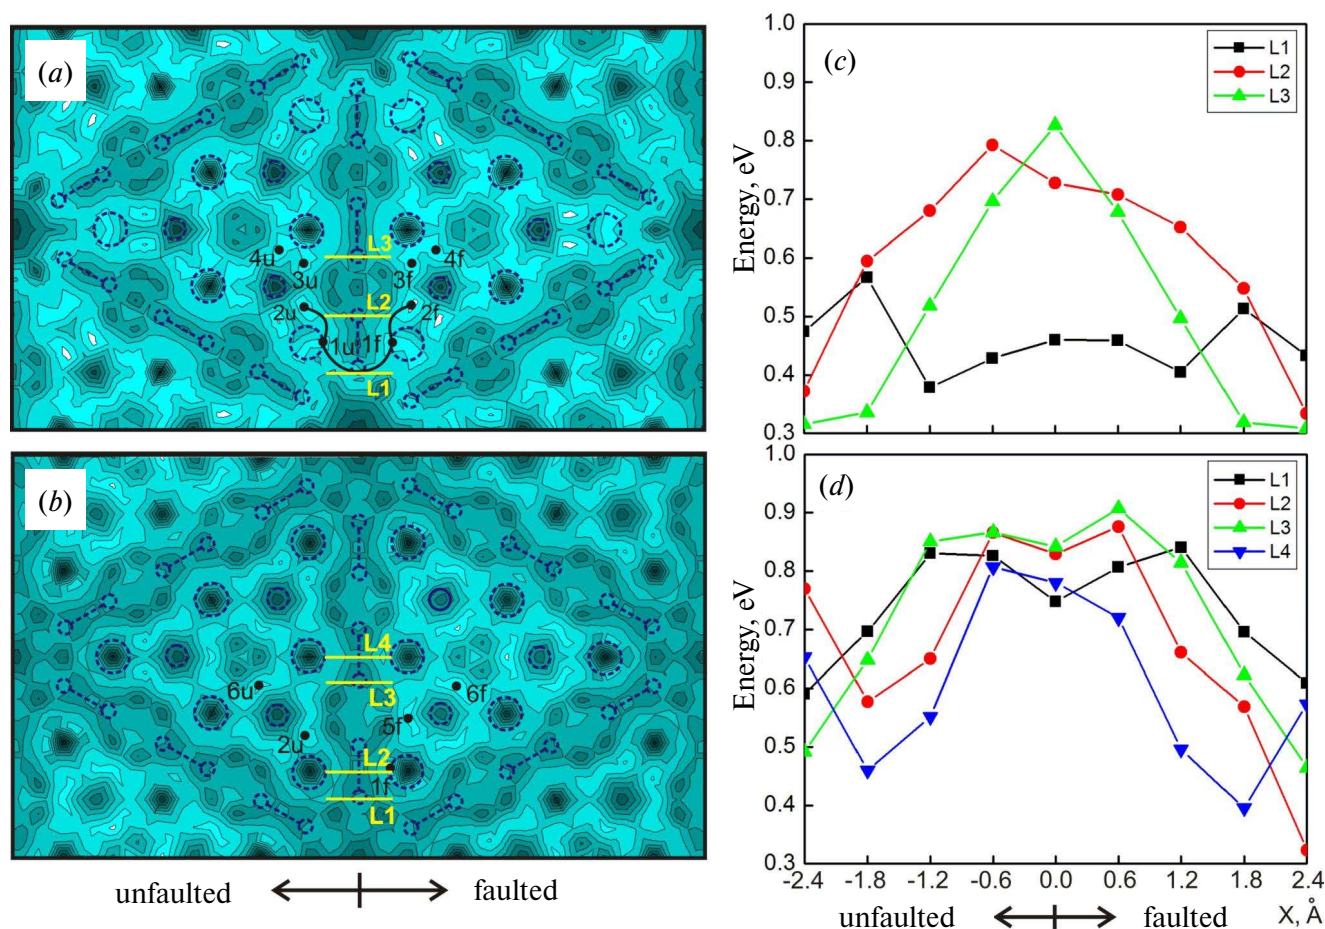 (a)
L3
4u
4f
3u
3f
L2
2u
2f
1u
1f
L1
(b)
L4
6u
L3
6f
5f
2u
L2
1f
L1
unfaulted
faulted
(c)
L1
L2
L3
Energy, eV
1.0
0.9
0.8
0.7
0.6
0.5
0.4
0.3
(d)
L1
L2
L3
L4
Energy, eV
1.0
0.9
0.8
0.7
0.6
0.5
0.4
0.3
-2.4 -1.8 -1.2 -0.6 0.0 0.6 1.2 1.8 2.4
unfaulted
faulted
X, Å